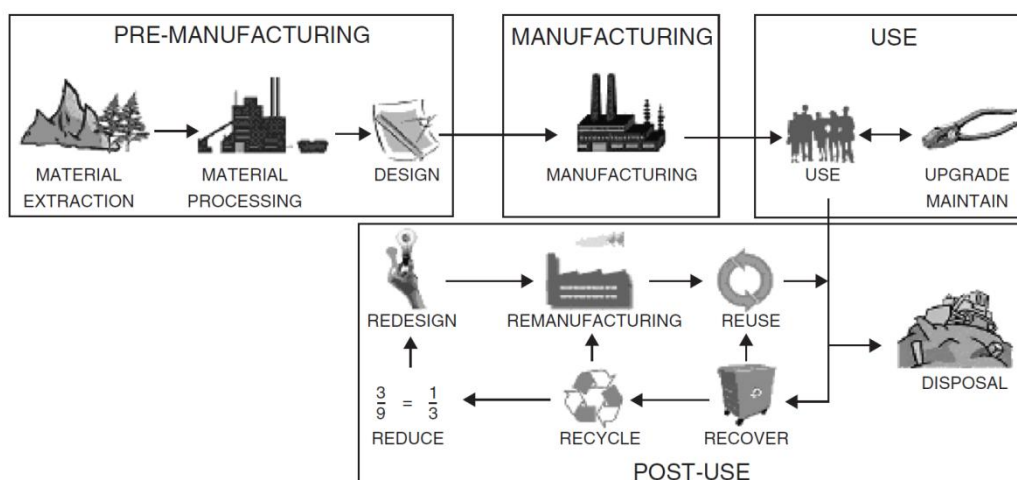 PRE-MANUFACTURING
MATERIAL
EXTRACTION
MATERIAL
PROCESSING
DESIGN
MANUFACTURING
MANUFACTURING
USE
USE
UPGRADE
MAINTAIN
REDESIGN
REMANUFACTURING
REUSE
DISPOSAL
3/9 = 1/3
REDUCE
RECYCLE
RECOVER
POST-USE